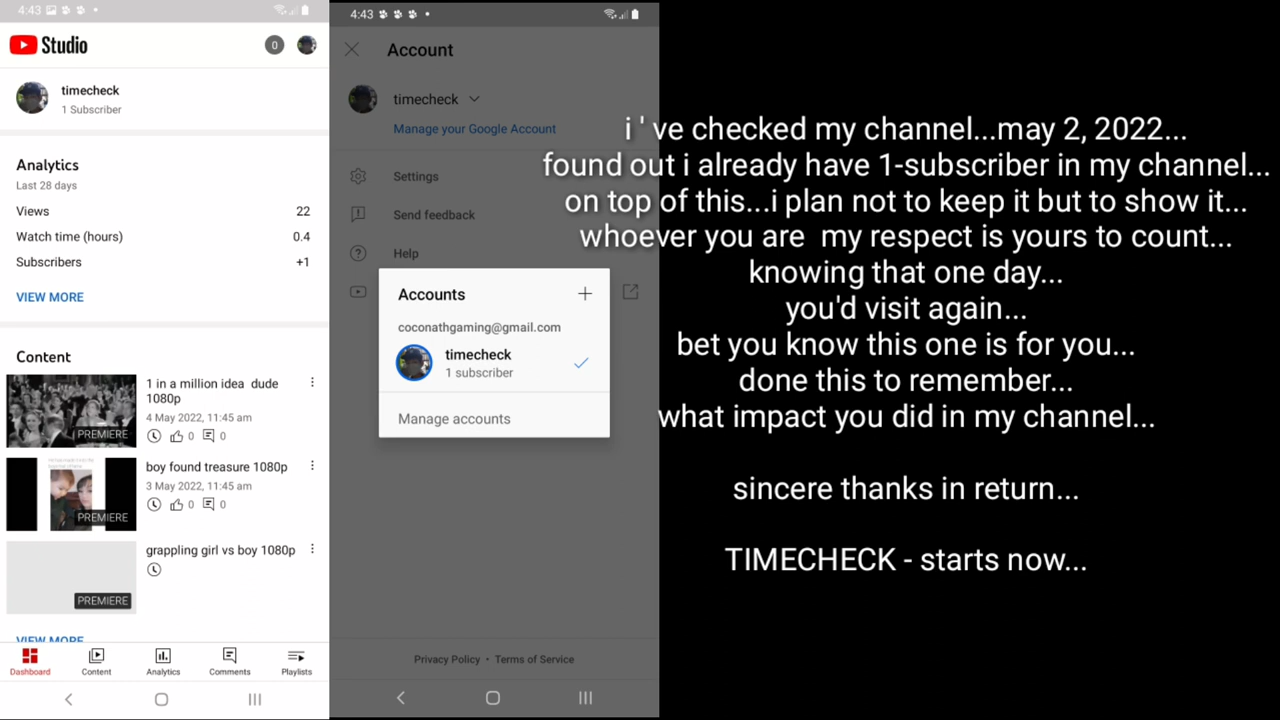 4:43
Studio
0
timecheck
1 Subscriber
Analytics
Last 28 days
Views 22
Watch time (hours) 0.4
Subscribers +1
VIEW MORE
Content
1 in a million idea dude
1080p
4 May 2022, 11:45 am
0 0
PREMIERE
boy found treasure 1080p
3 May 2022, 11:45 am
0 0
PREMIERE
grappling girl vs boy 1080p
PREMIERE
VIEW MORE
Dashboard Content Analytics Comments Playlists
4:43
Account
timecheck
Manage your Google Account
Settings
Send feedback
Help
Accounts
coconathgaming@gmail.com
timecheck
1 subscriber
Manage accounts
Privacy Policy • Terms of Service
i ' ve checked my channel...may 2, 2022...
found out i already have 1-subscriber in my channel...
on top of this...i plan not to keep it but to show it...
whoever you are my respect is yours to count...
knowing that one day...
you'd visit again...
bet you know this one is for you...
done this to remember...
what impact you did in my channel...
sincere thanks in return...
TIMECHECK - starts now...